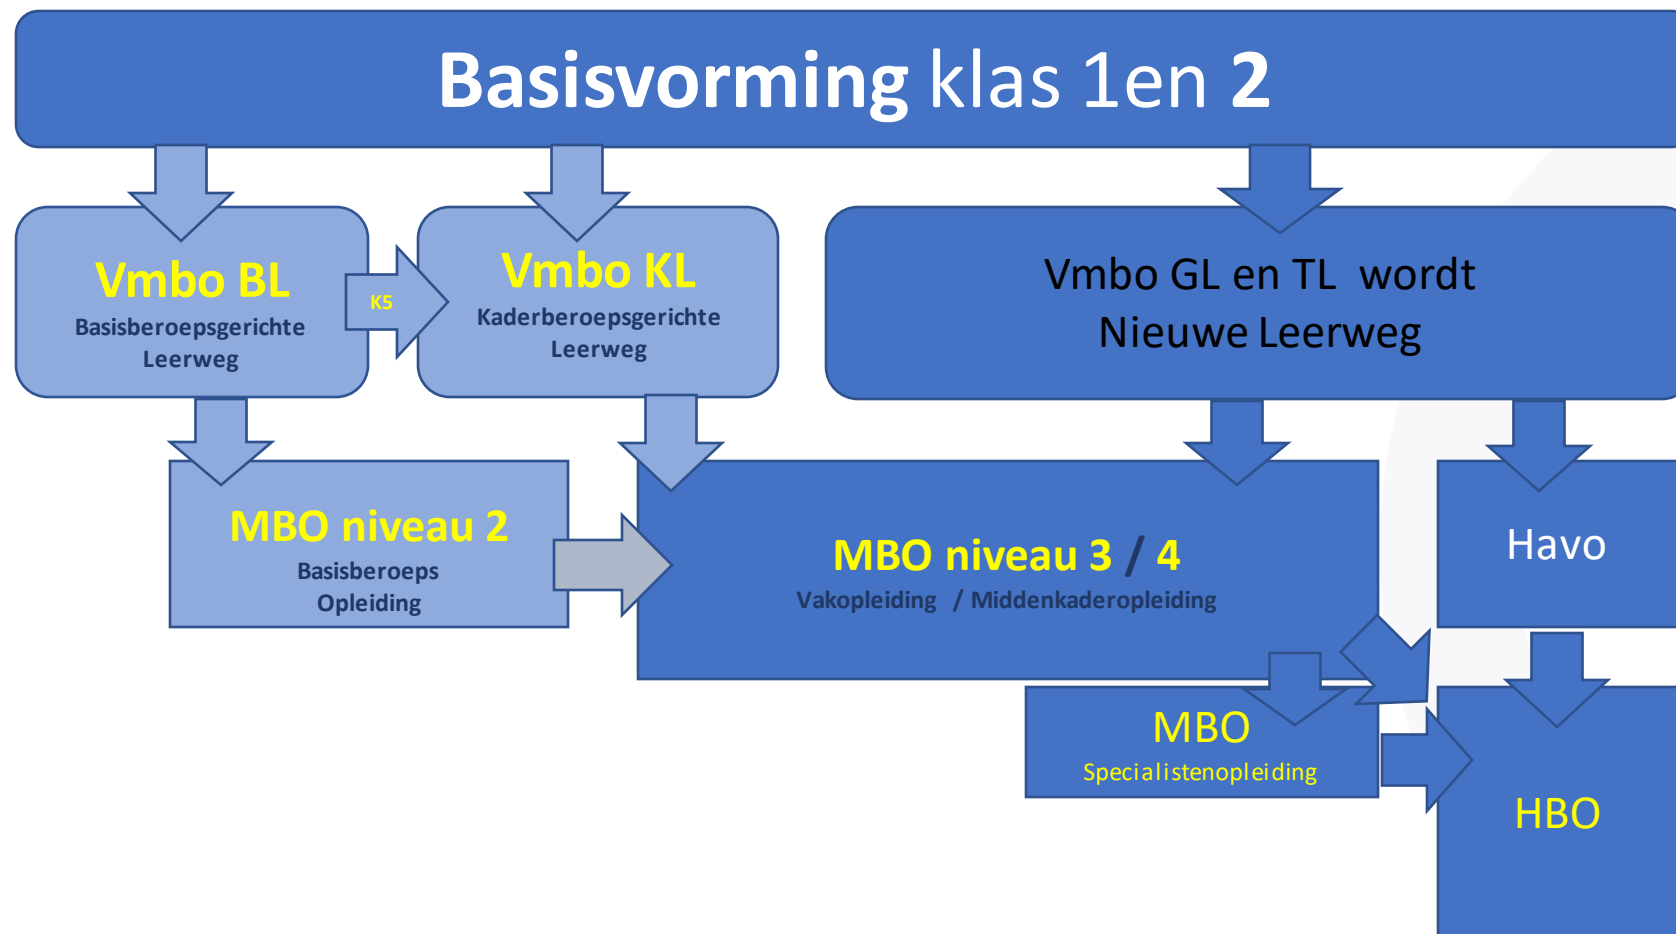 Basisvorming klas 1en 2
Vmbo BL
Basisberoepsgerichte
Leerweg
K5
Vmbo KL
Kaderberoepsgerichte
Leerweg
Vmbo GL en TL wordt
Nieuwe Leerweg
MBO niveau 2
Basisberoeps
Opleiding
MBO niveau 3 / 4
Vakopleiding / Middenkaderopleiding
Havo
MBO
Specialistenopleiding
HBO